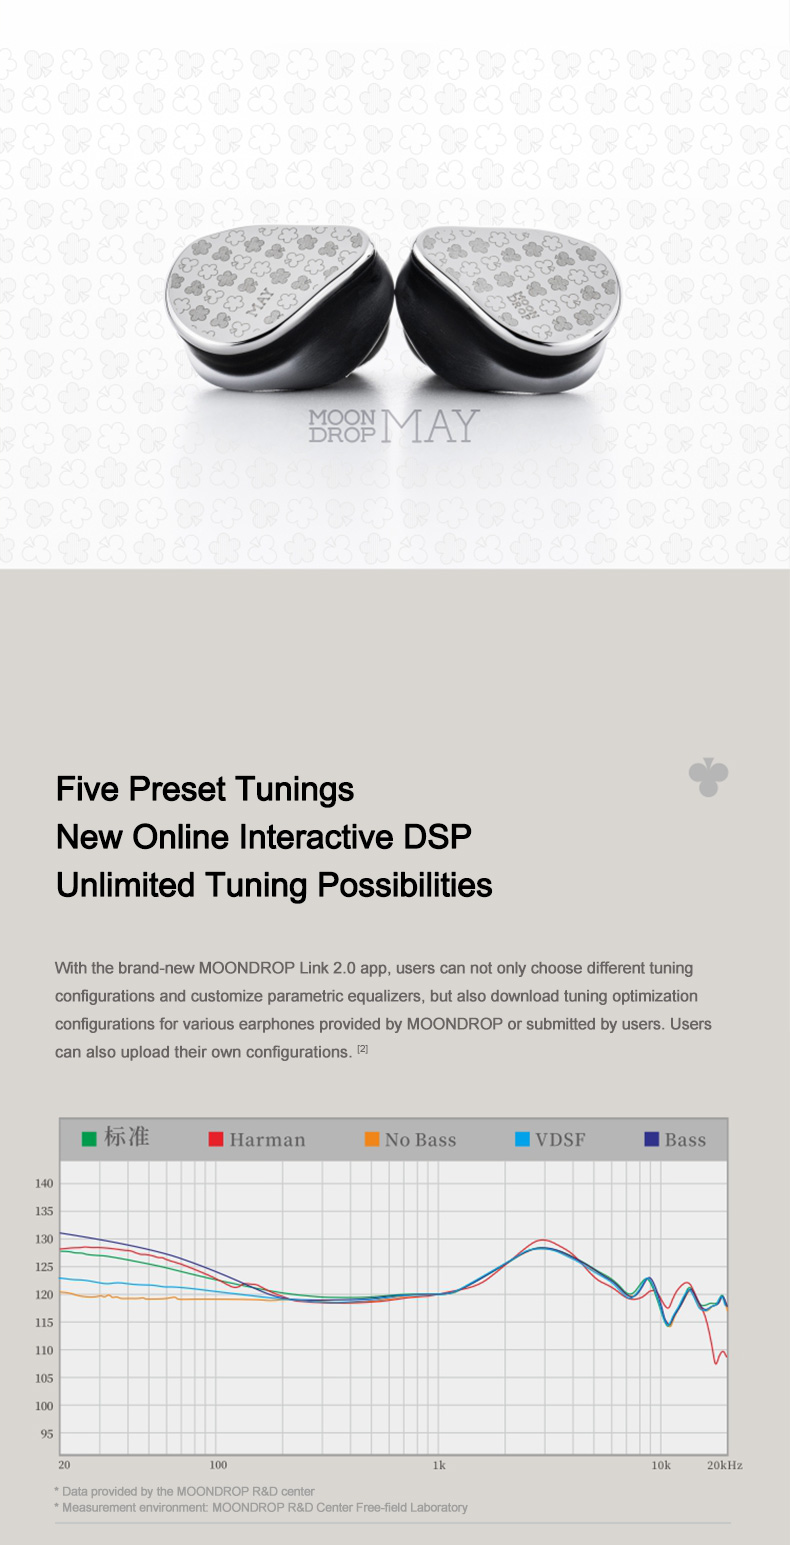 MAY
MOON
DROP
MOON
DROP MAY
Five Preset Tunings
New Online Interactive DSP
Unlimited Tuning Possibilities
With the brand-new MOONDROP Link 2.0 app, users can not only choose different tuning
configurations and customize parametric equalizers, but also download tuning optimization
configurations for various earphones provided by MOONDROP or submitted by users. Users
can also upload their own configurations. [2]
标准 Harman No Bass VDSF Bass
140
135
130
125
120
115
110
105
100
95
20 100 1k 10k 20kHz
* Data provided by the MOONDROP R&D center
* Measurement environment: MOONDROP R&D Center Free-field Laboratory